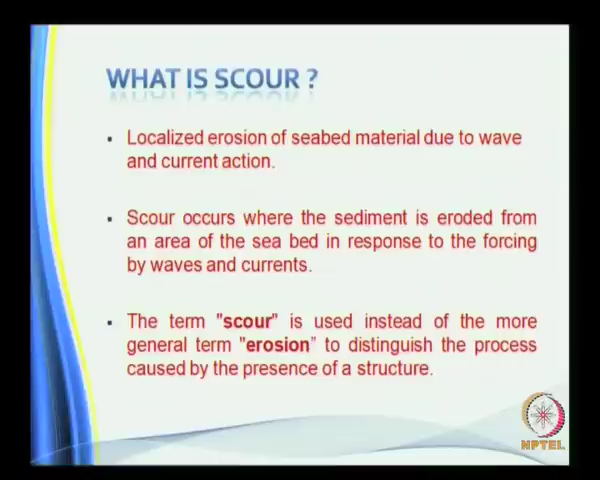 WHAT IS SCOUR ?
▪ Localized erosion of seabed material due to wave
and current action.
▪ Scour occurs where the sediment is eroded from
an area of the sea bed in response to the forcing
by waves and currents.
▪ The term "scour" is used instead of the more
general term "erosion” to distinguish the process
caused by the presence of a structure.
NPTEL